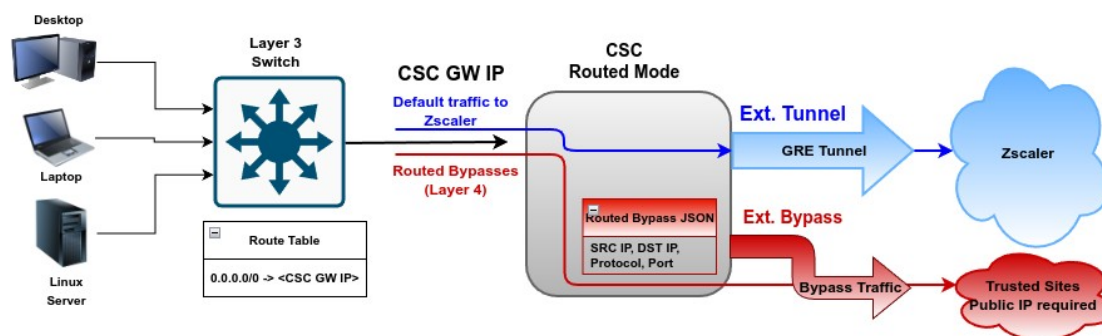 Desktop
Laptop
Linux
Server
Layer 3
Switch
Route Table
0.0.0.0/0 -> <CSC GW IP>
CSC GW IP
Default traffic to
Zscaler
Routed Bypasses
(Layer 4)
CSC
Routed Mode
Routed Bypass JSON
SRC IP, DST IP,
Protocol, Port
Ext. Tunnel
GRE Tunnel
Ext. Bypass
Bypass Traffic
Zscaler
Trusted Sites
Public IP required